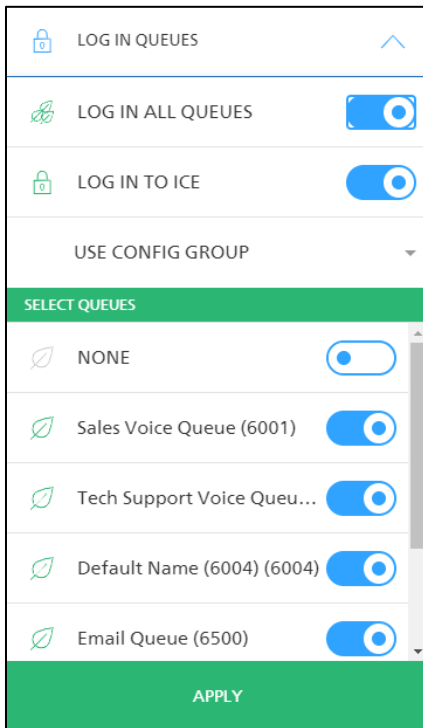 LOG IN QUEUES
LOG IN ALL QUEUES
LOG IN TO ICE
USE CONFIG GROUP
SELECT QUEUES
NONE
Sales Voice Queue (6001)
Tech Support Voice Queu...
Default Name (6004) (6004)
Email Queue (6500)
APPLY